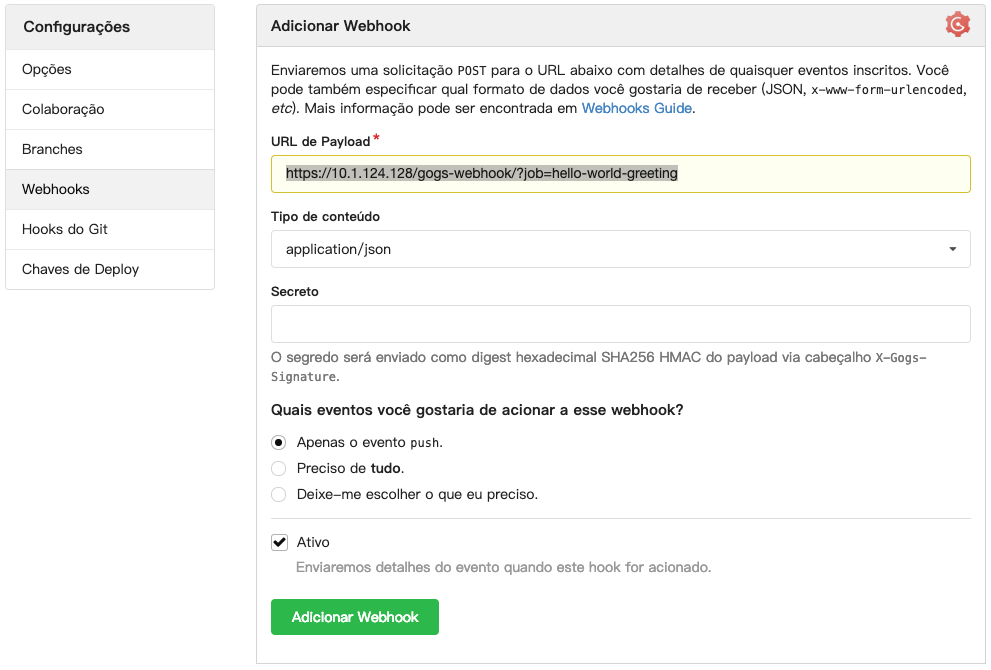 Configurações
Opções
Colaboração
Branches
Webhooks
Hooks do Git
Chaves de Deploy
Adicionar Webhook
Enviaremos uma solicitação POST para o URL abaixo com detalhes de quaisquer eventos inscritos. Você
pode também especificar qual formato de dados você gostaria de receber (JSON, x-www-form-urlencoded,
etc). Mais informação pode ser encontrada em Webhooks Guide.
URL de Payload*
https://10.1.124.128/gogs-webhook/?job=hello-world-greeting
Tipo de conteúdo
application/json
Secreto
O segredo será enviado como digest hexadecimal SHA256 HMAC do payload via cabeçalho X-Gogs-
Signature.
Quais eventos você gostaria de acionar a esse webhook?
Apenas o evento push.
Preciso de tudo.
Deixe-me escolher o que eu preciso.
Ativo
Enviaremos detalhes do evento quando este hook for acionado.
Adicionar Webhook